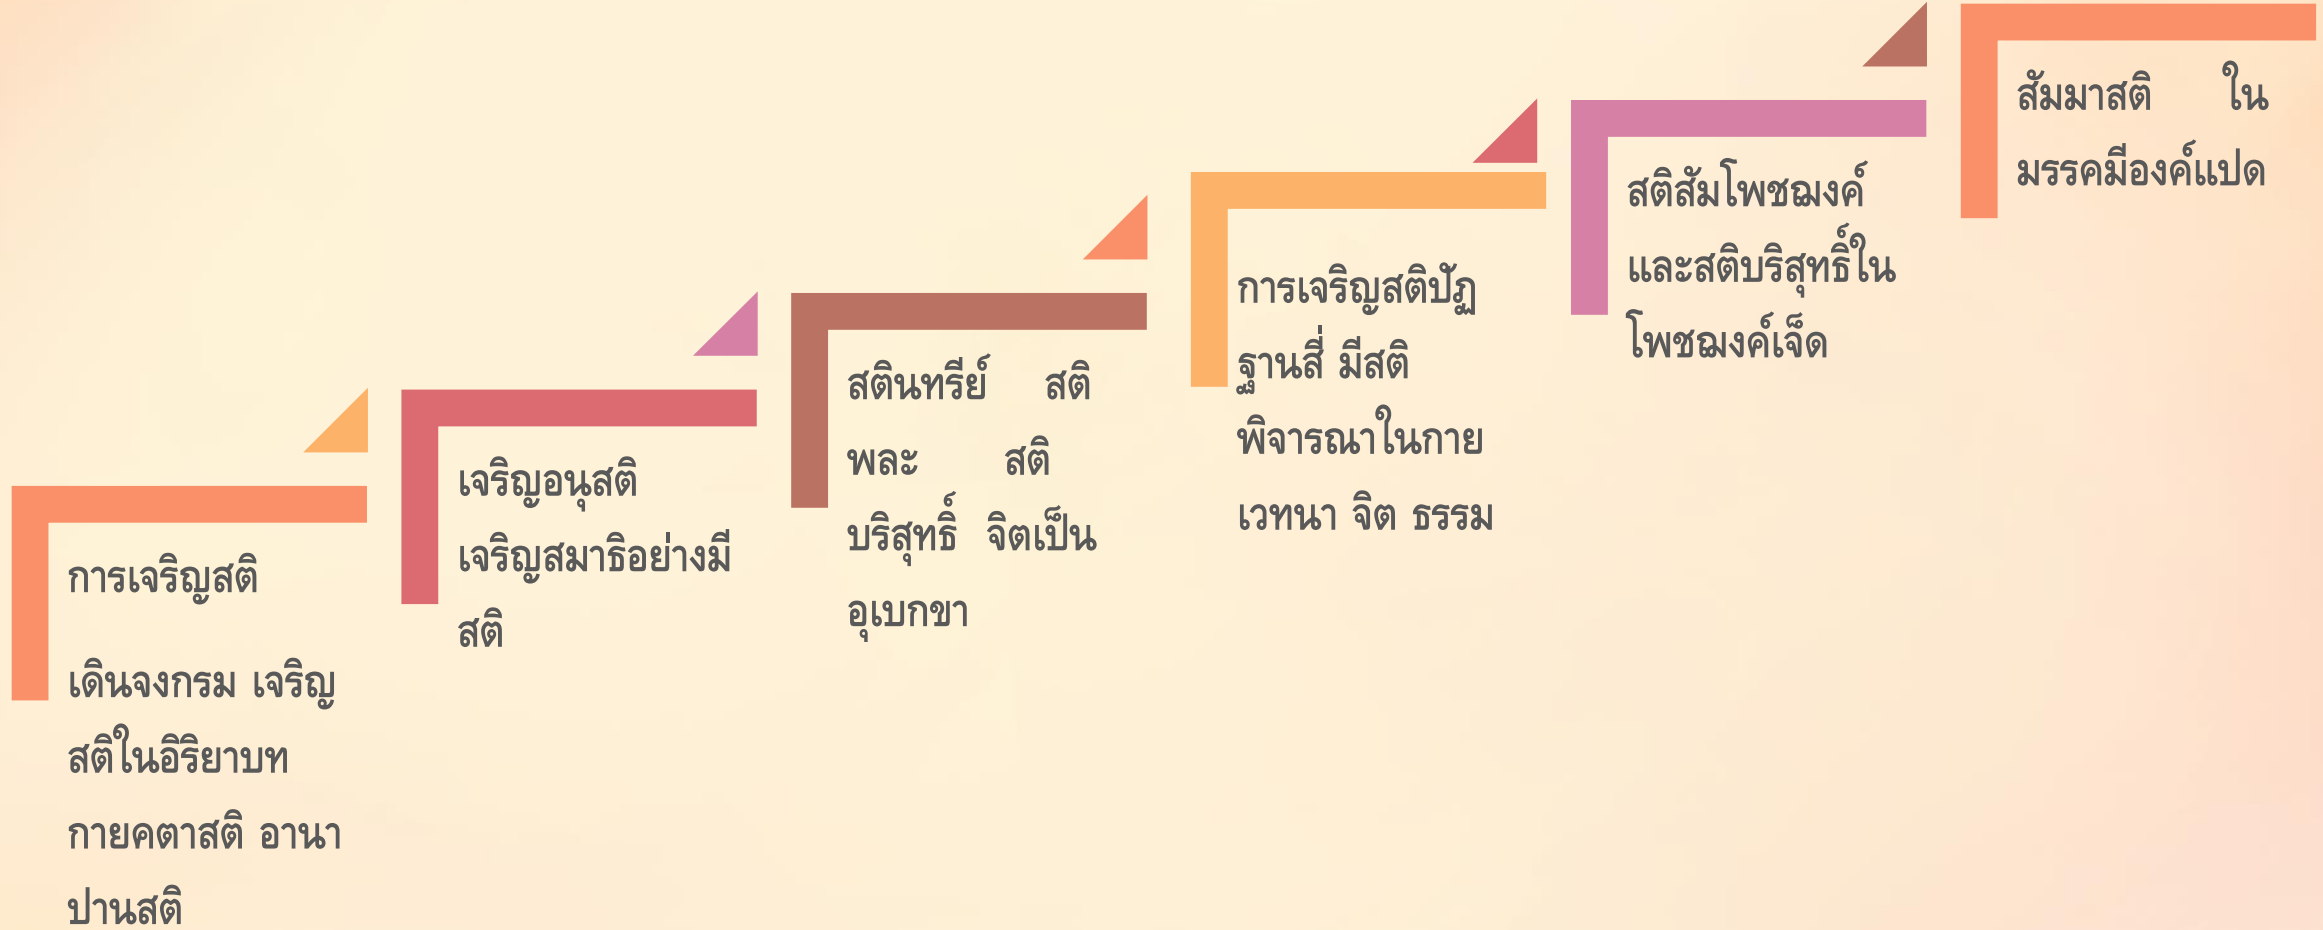 การเจริญสติ
เดินจงกรม เจริญ
สติในอิริยาบท
กายคตาสติ อานา
ปานสติ
เจริญอนุสติ
เจริญสมาธิอย่างมี
สติ
สตินทรีย์ สติ
พละ สติ
บริสุทธิ์ จิตเป็น
อุเบกขา
การเจริญสติปัฏ
ฐานสี่ มีสติ
พิจารณาในกาย
เวทนา จิต ธรรม
สติสัมโพชฌงค์
และสติบริสุทธิ์ใน
โพชฌงค์เจ็ด
สัมมาสติ ใน
มรรคมีองค์แปด